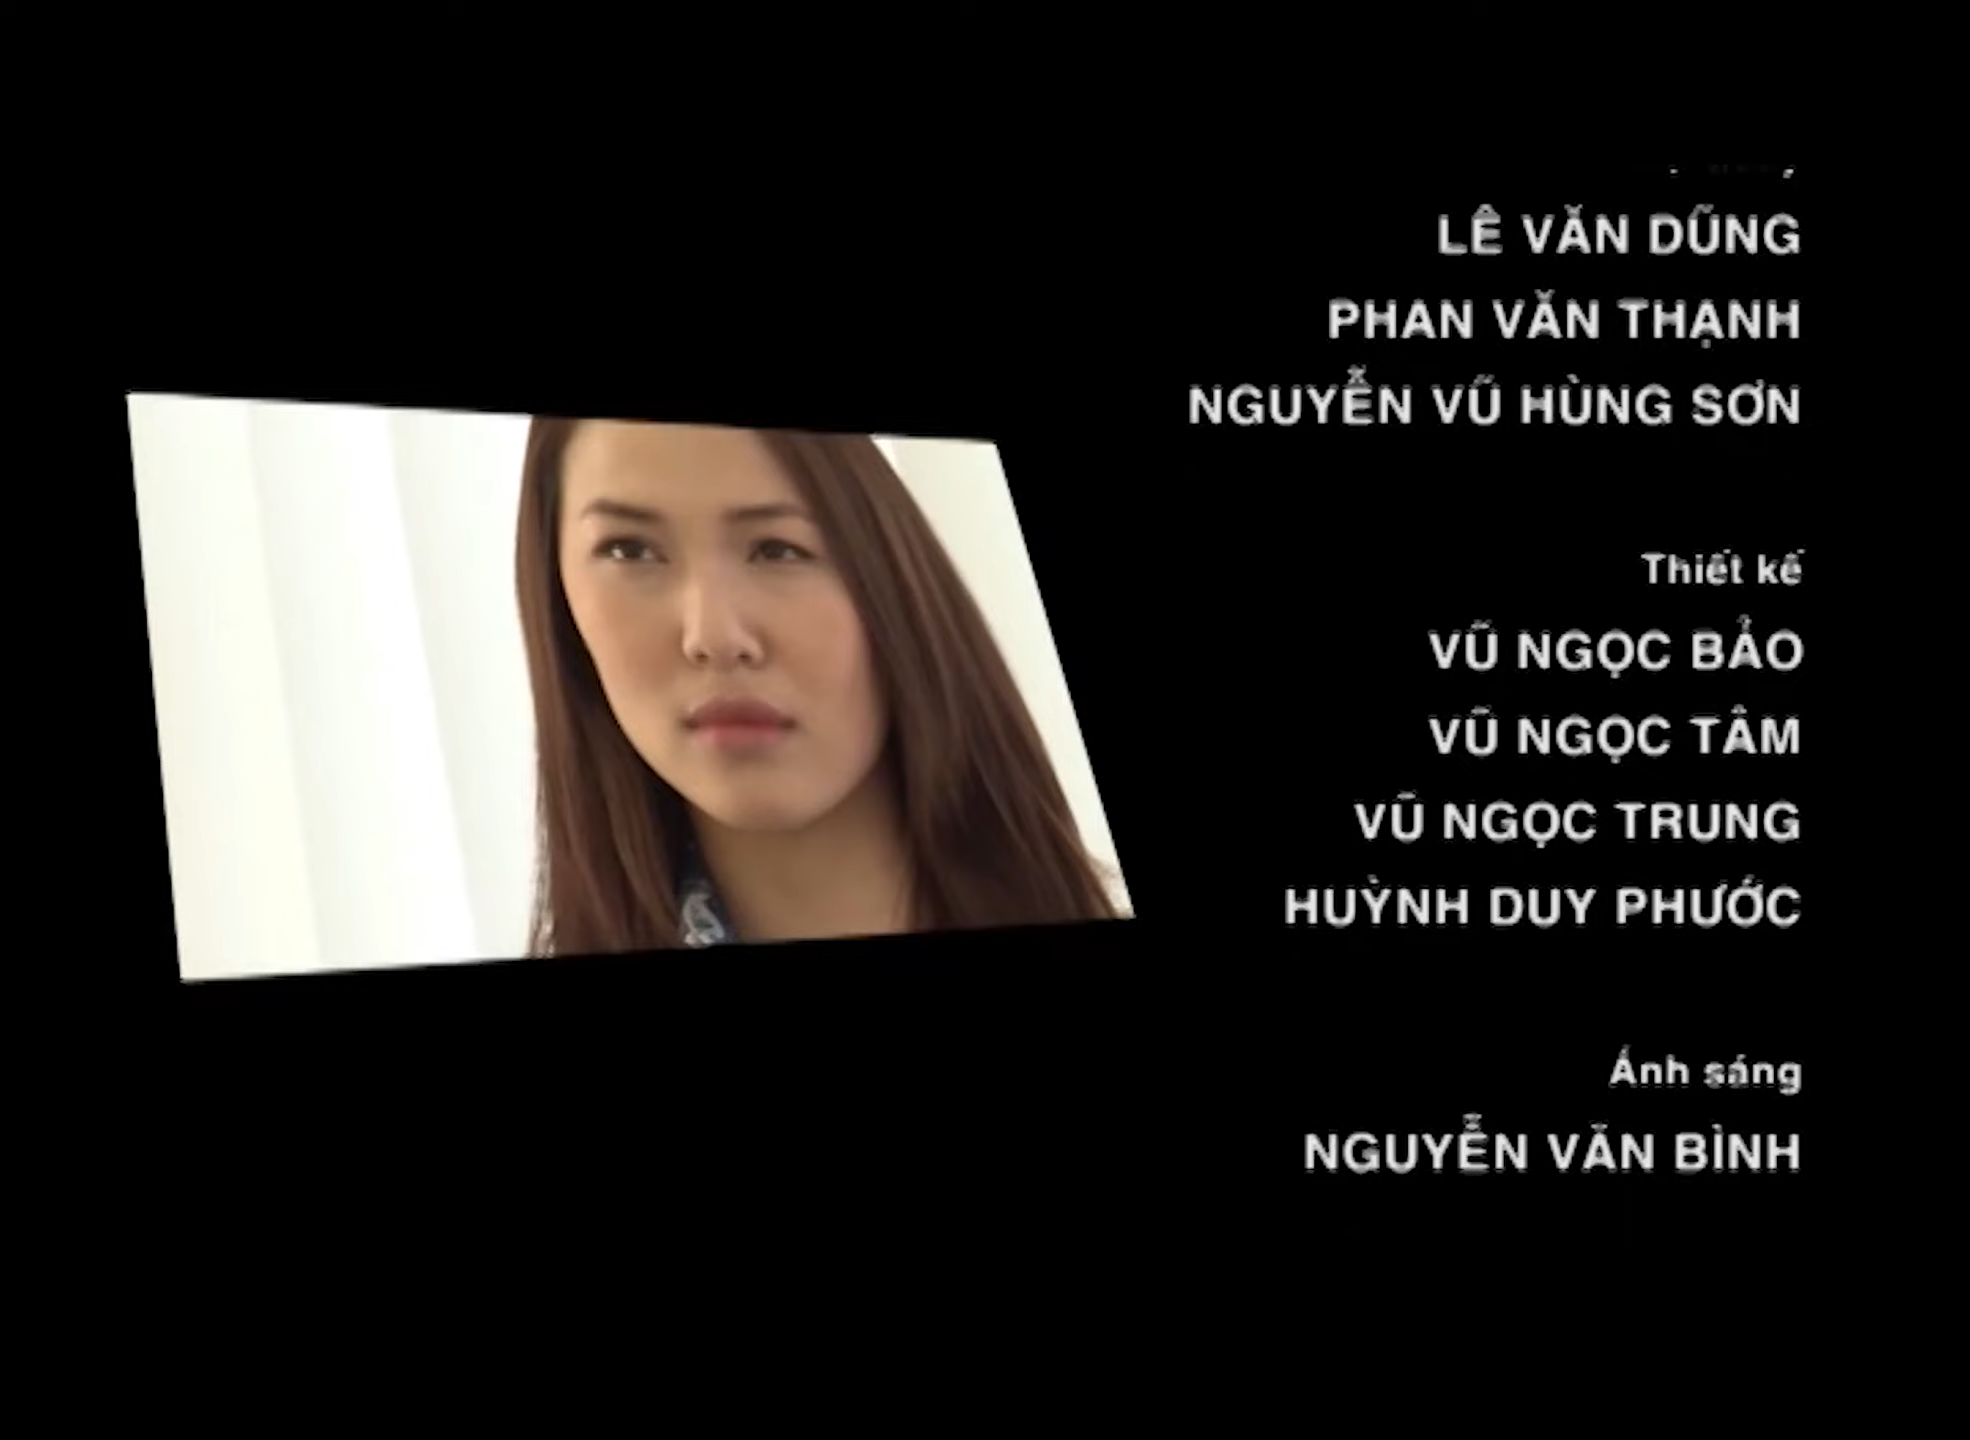 LÊ VĂN DŨNG
PHAN VĂN THẠNH
NGUYỄN VŨ HÙNG SƠN
Thiết kế
VŨ NGỌC BẢO
VŨ NGỌC TÂM
VŨ NGỌC TRUNG
HUỲNH DUY PHƯỚC
Ánh sáng
NGUYỄN VĂN BÌNH